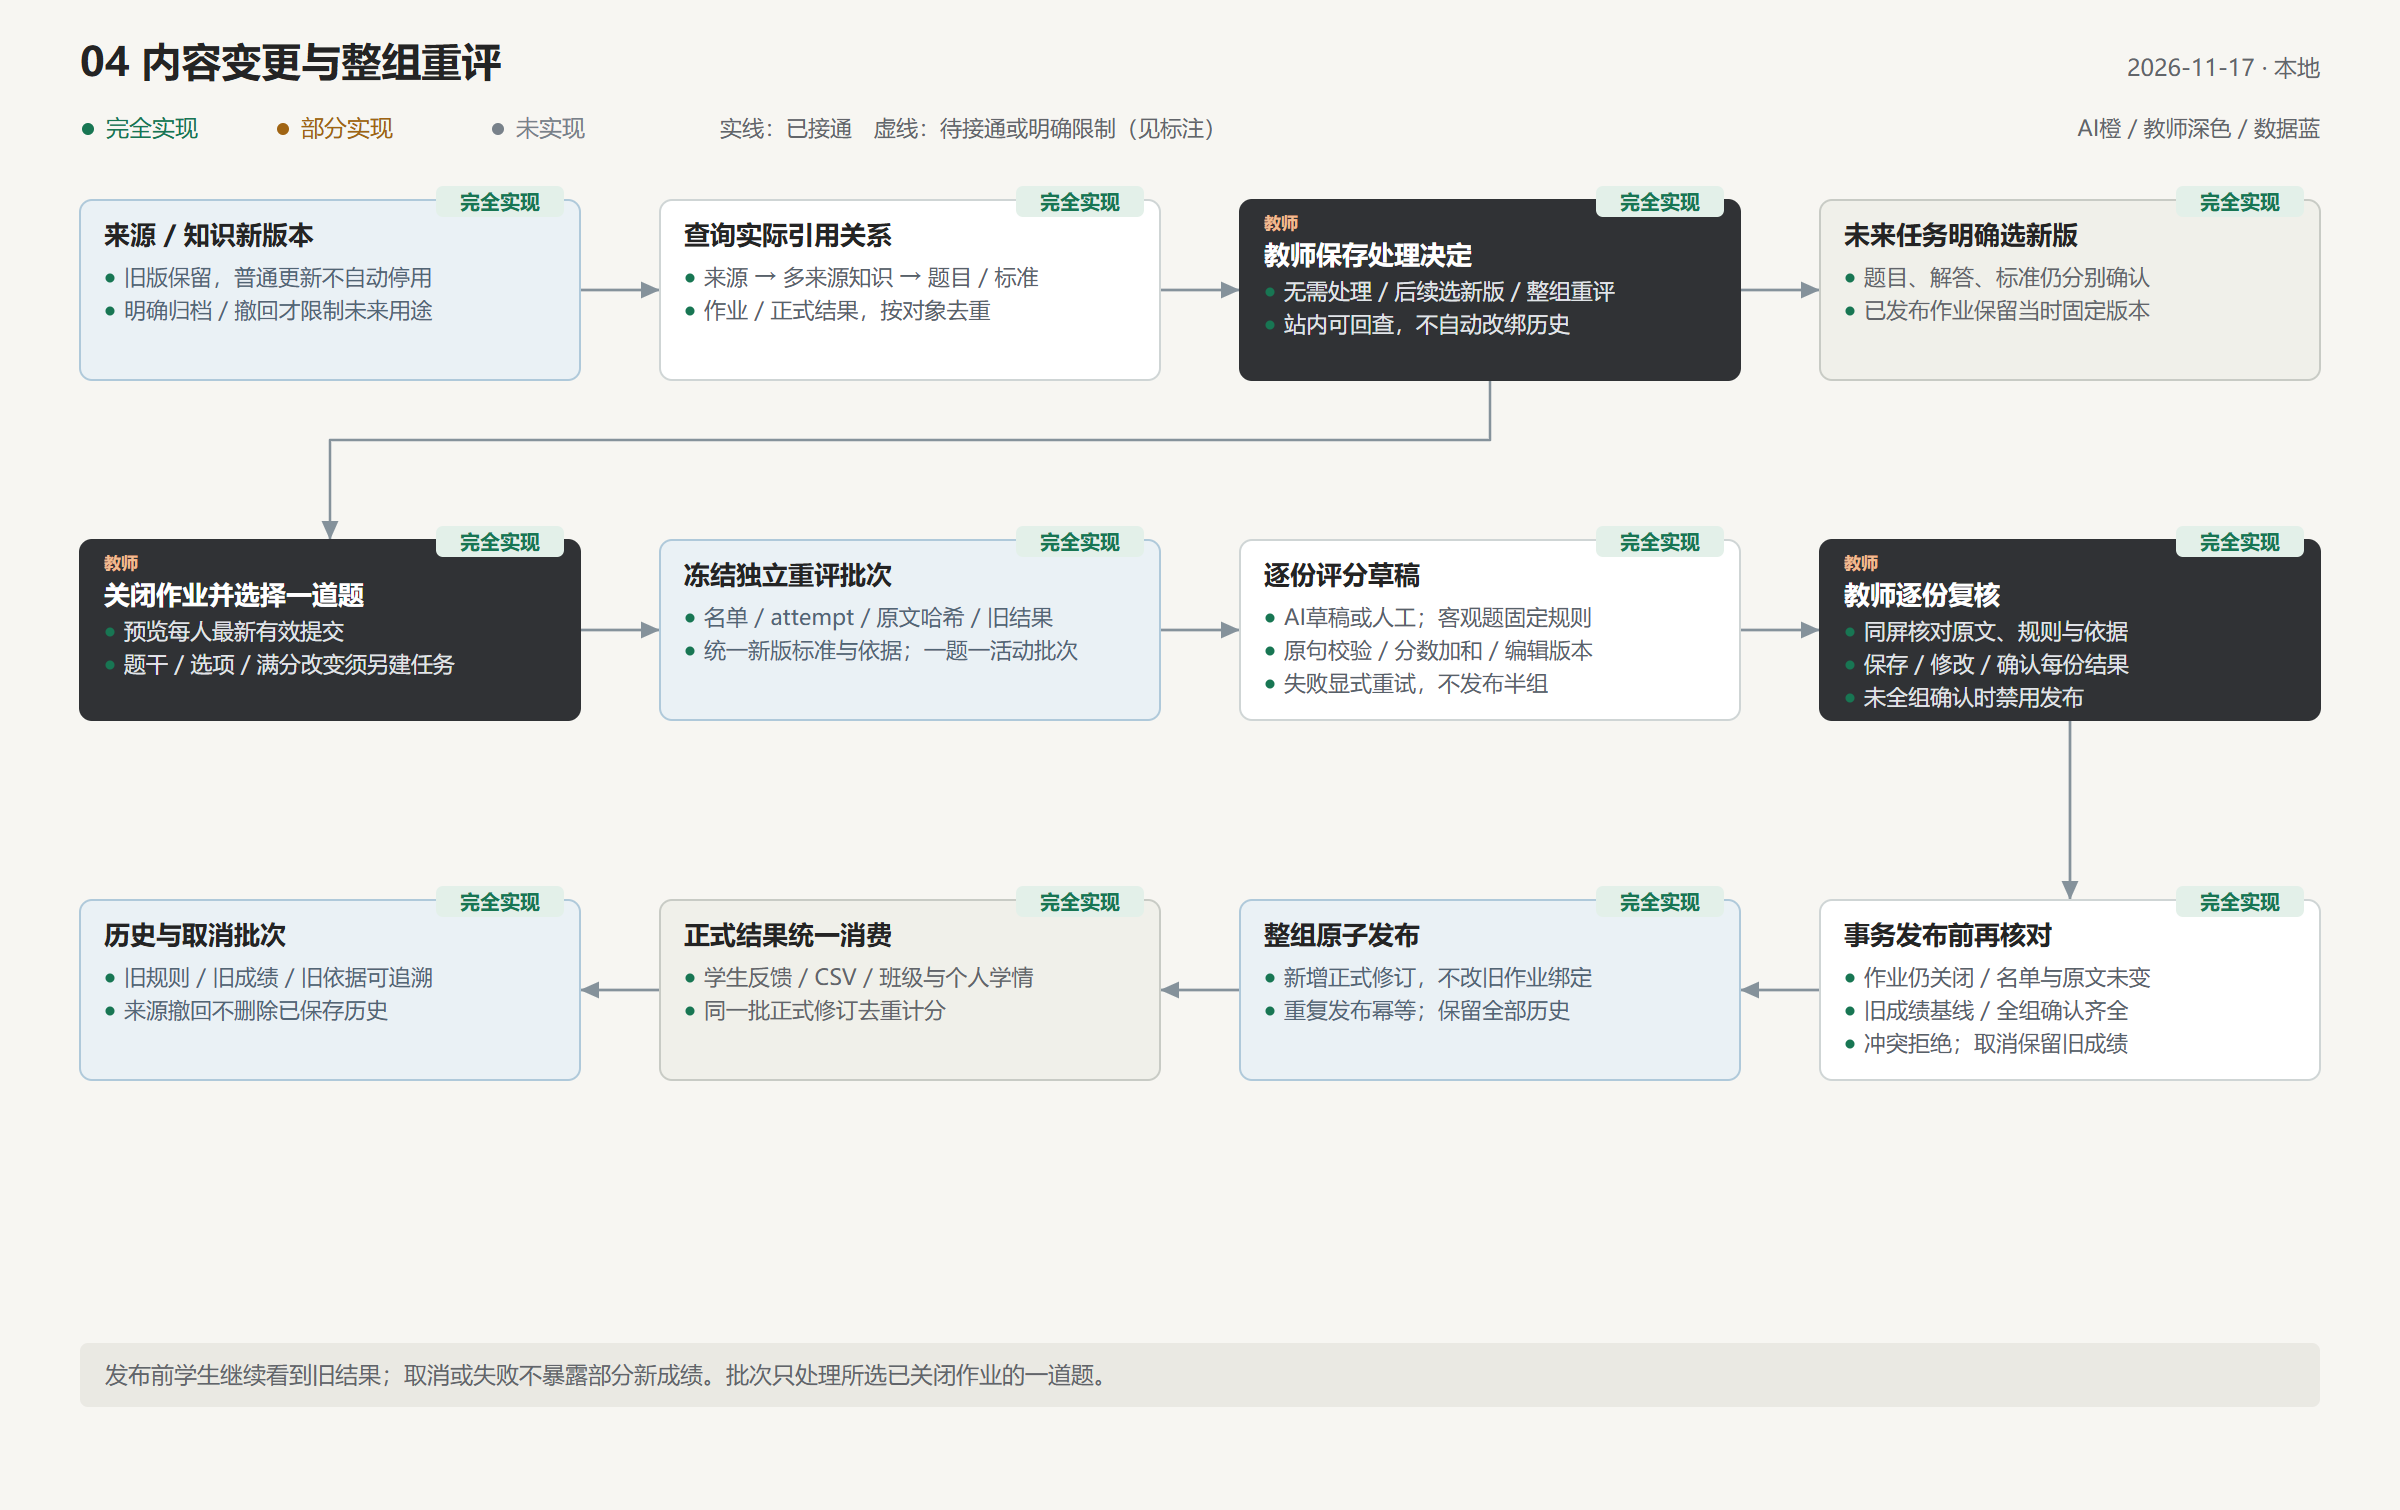 04 内容变更与整组重评
2026-11-17 · 本地
完全实现
部分实现
未实现
实线：已接通 虚线：待接通或明确限制（见标注）
AI橙 / 教师深色 / 数据蓝
完全实现
来源 / 知识新版本
旧版保留，普通更新不自动停用
明确归档 / 撤回才限制未来用途
完全实现
查询实际引用关系
来源 → 多来源知识 → 题目 / 标准
作业 / 正式结果，按对象去重
完全实现
教师
教师保存处理决定
无需处理 / 后续选新版 / 整组重评
站内可回查，不自动改绑历史
完全实现
未来任务明确选新版
题目、解答、标准仍分别确认
已发布作业保留当时固定版本
完全实现
教师
关闭作业并选择一道题
预览每人最新有效提交
题干 / 选项 / 满分改变须另建任务
完全实现
冻结独立重评批次
名单 / attempt / 原文哈希 / 旧结果
统一新版标准与依据；一题一活动批次
完全实现
逐份评分草稿
AI草稿或人工；客观题固定规则
原句校验 / 分数加和 / 编辑版本
失败显式重试，不发布半组
完全实现
教师
教师逐份复核
同屏核对原文、规则与依据
保存 / 修改 / 确认每份结果
未全组确认时禁用发布
完全实现
历史与取消批次
旧规则 / 旧成绩 / 旧依据可追溯
来源撤回不删除已保存历史
完全实现
正式结果统一消费
学生反馈 / CSV / 班级与个人学情
同一批正式修订去重计分
完全实现
整组原子发布
新增正式修订，不改旧作业绑定
重复发布幂等；保留全部历史
完全实现
事务发布前再核对
作业仍关闭 / 名单与原文未变
旧成绩基线 / 全组确认齐全
冲突拒绝；取消保留旧成绩
发布前学生继续看到旧结果；取消或失败不暴露部分新成绩。批次只处理所选已关闭作业的一道题。